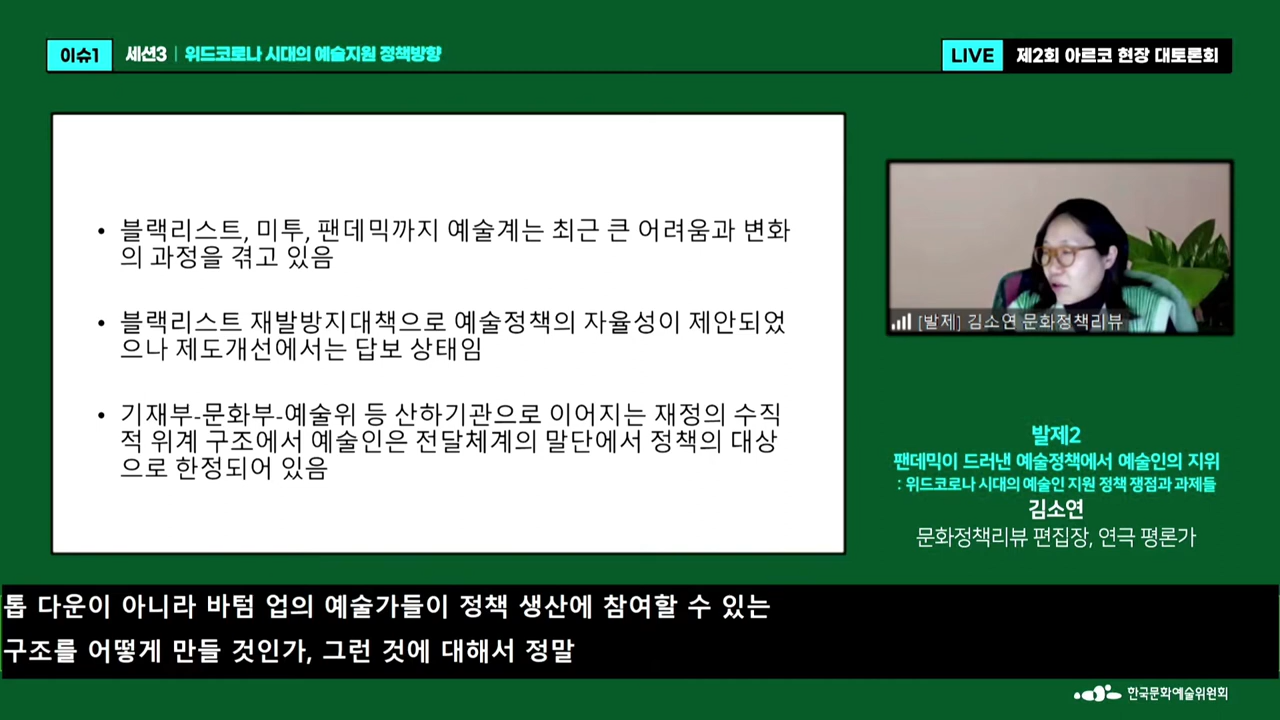 이슈1
세션3 | 위드코로나 시대의 예술지원 정책방향
LIVE
제2회 아르코 현장 대토론회
• 블랙리스트, 미투, 팬데믹까지 예술계는 최근 큰 어려움과 변화
의 과정을 겪고 있음
• 블랙리스트 재발방지대책으로 예술정책의 자율성이 제안되었
으나 제도개선에서는 답보 상태임
• 기재부-문화부-예술위 등 산하기관으로 이어지는 재정의 수직
적 위계 구조에서 예술인은 전달체계의 말단에서 정책의 대상
으로 한정되어 있음
[발제] 김소연 문화정책리뷰
발제2
팬데믹이 드러낸 예술정책에서 예술인의 지위
: 위드코로나 시대의 예술인 지원 정책 쟁점과 과제들
김소연
문화정책리뷰 편집장, 연극 평론가
톱 다운이 아니라 바텀 업의 예술가들이 정책 생산에 참여할 수 있는
구조를 어떻게 만들 것인가, 그런 것에 대해서 정말
한국문화예술위원회